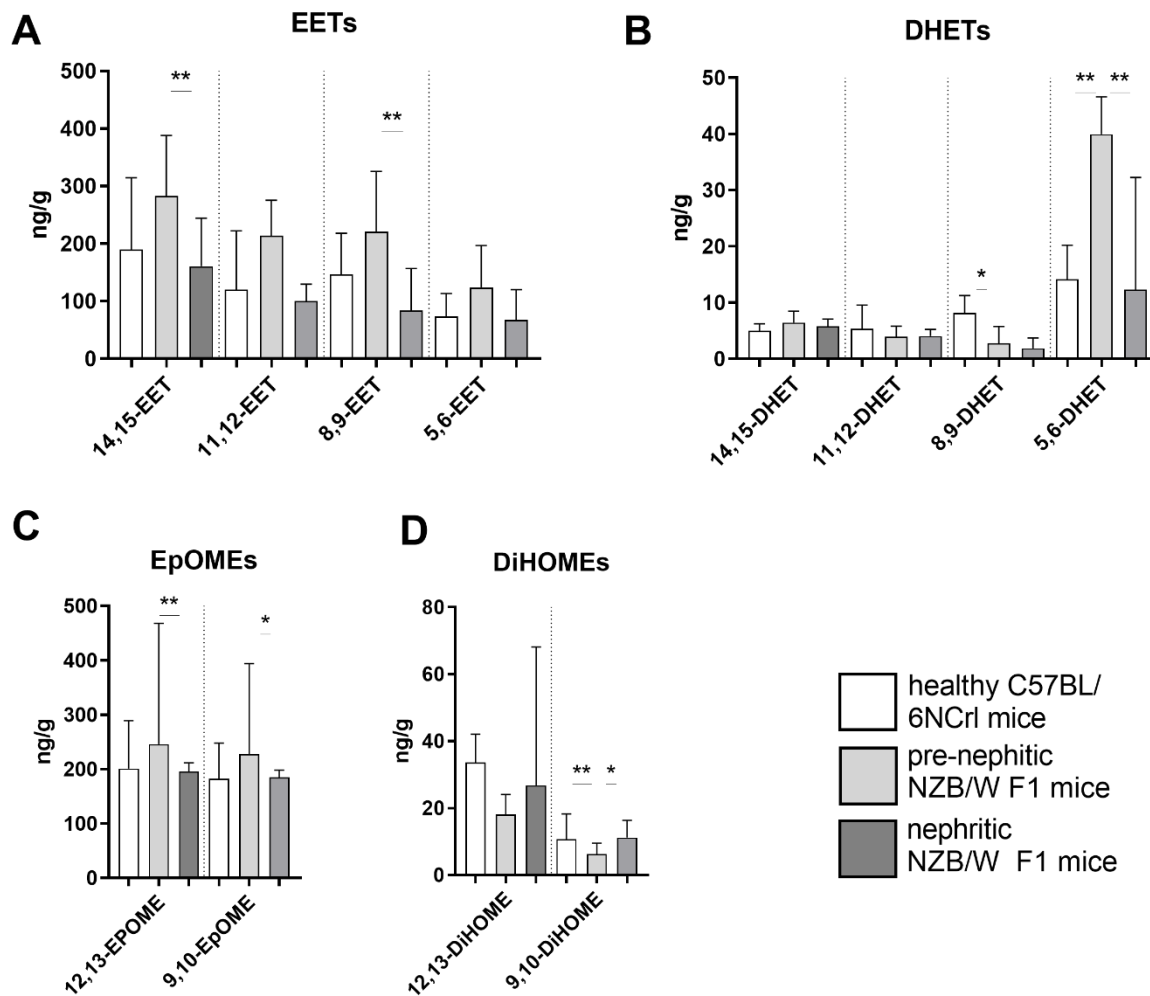 A
EETs
ng/g
500
400
300
200
100
0
**
**
14,15-EET
11,12-EET
8,9-EET
5,6-EET
B
DHETs
ng/g
50
40
30
20
10
0
*
**
**
14,15-DHET
11,12-DHET
8,9-DHET
5,6-DHET
C
EpOMEs
ng/g
500
400
300
200
100
0
**
*
12,13-EPOME
9,10-EpOME
D
DiHOMEs
ng/g
80
60
40
20
0
**
*
12,13-DiHOME
9,10-DiHOME
healthy C57BL/
6NCrl mice
pre-nephitic
NZB/W F1 mice
nephritic
NZB/W F1 mice